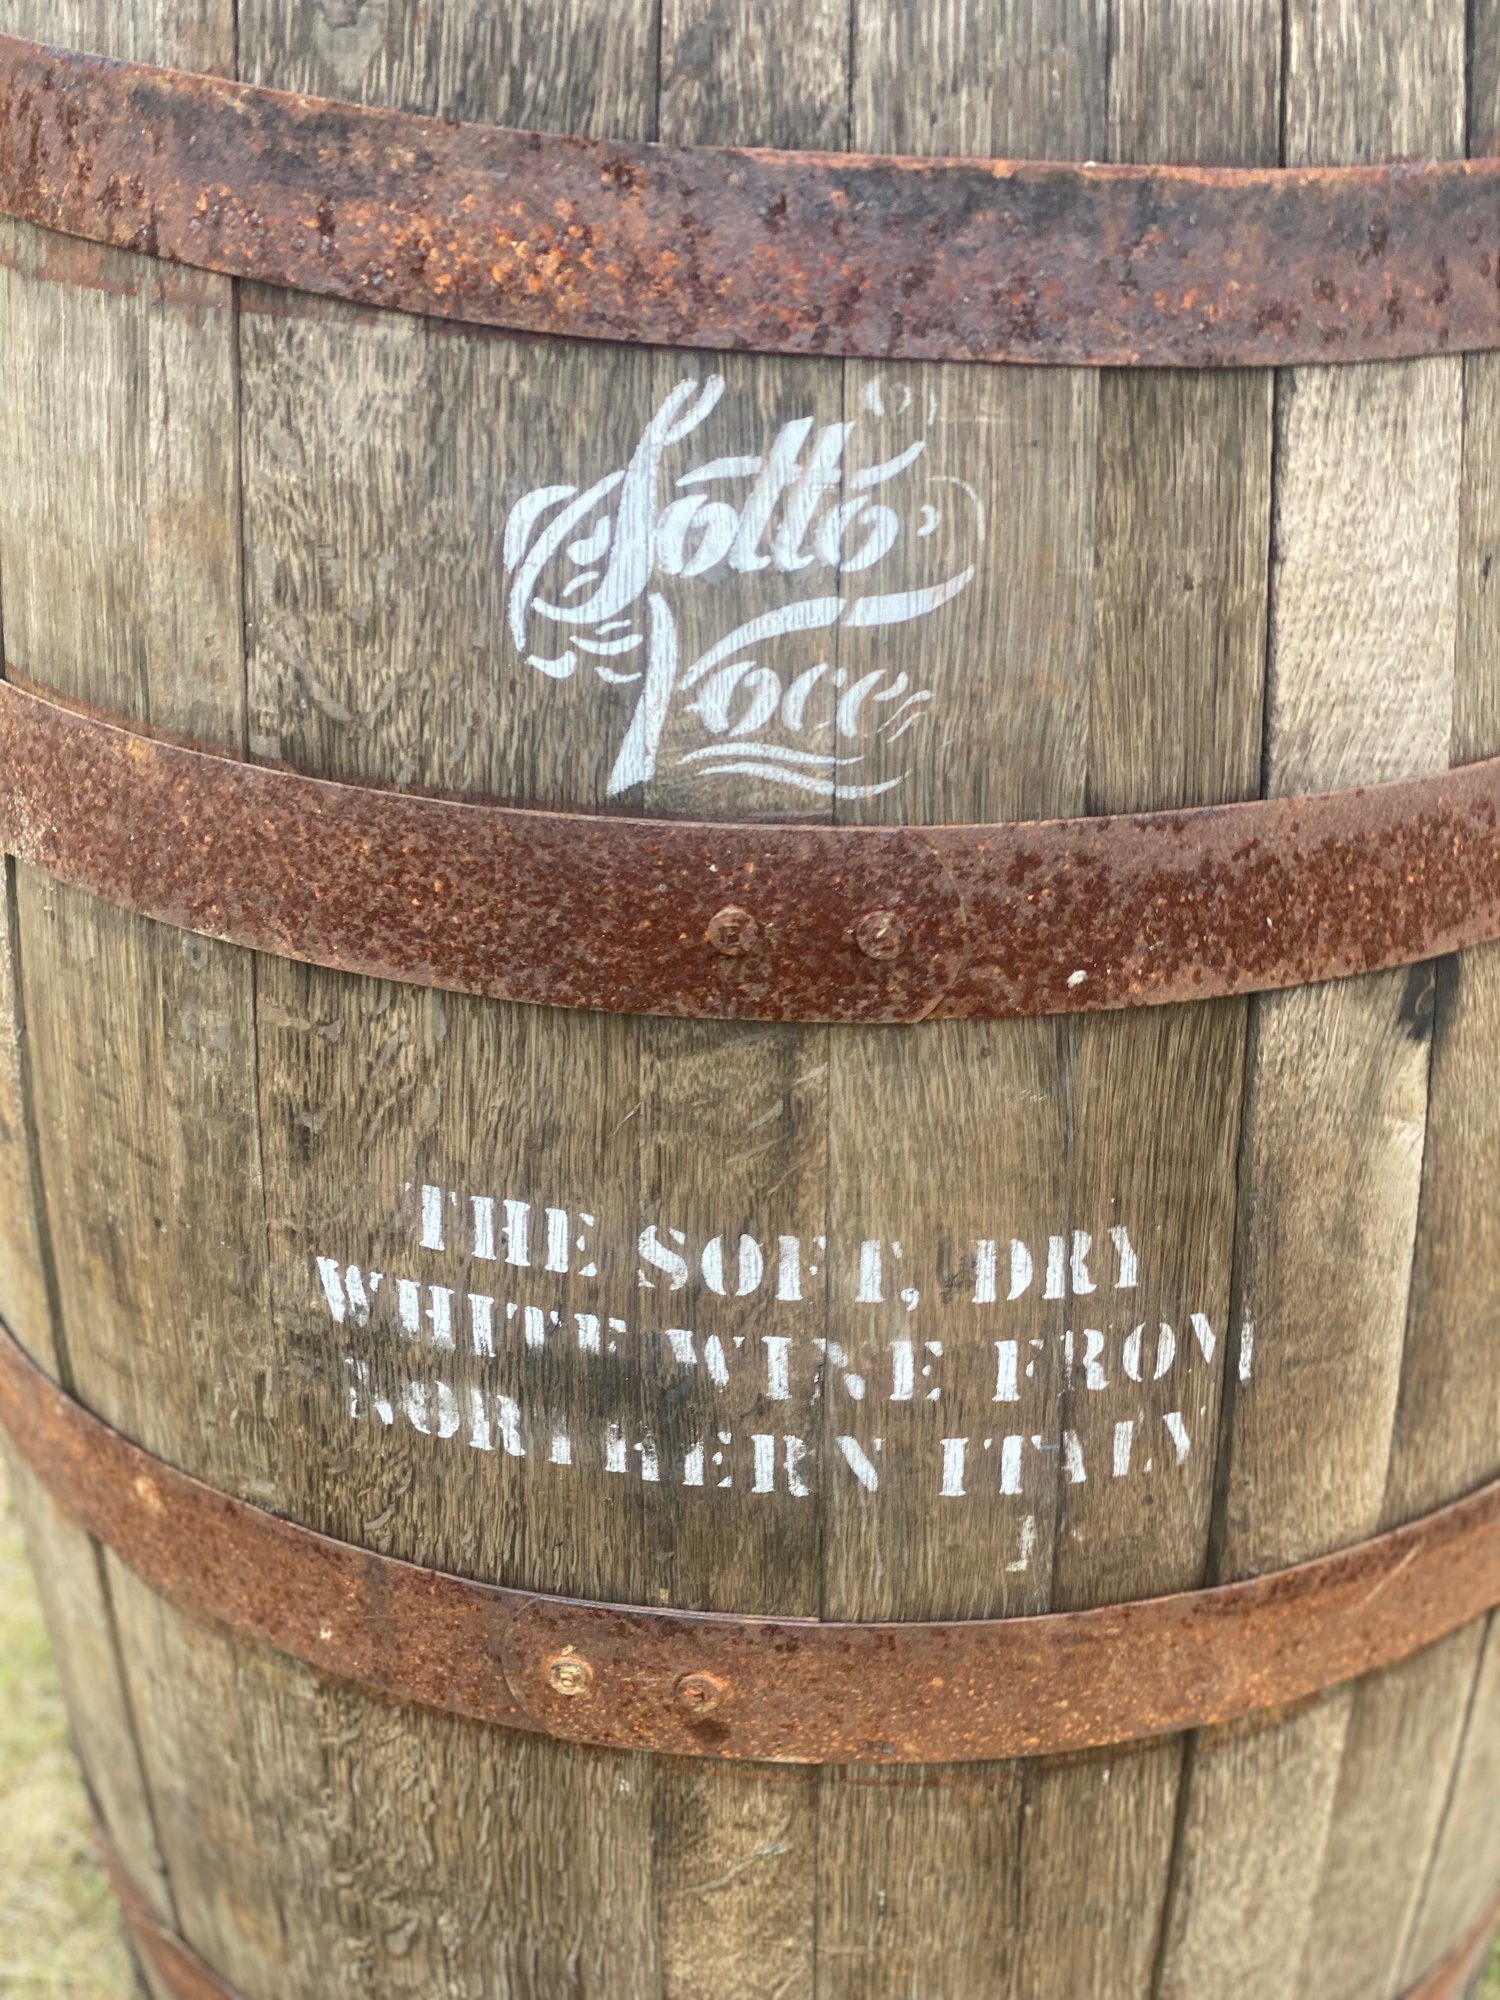 Sotto
Voce
THE SOFT, DRY
WHITE WINE FROM
NORTHERN ITALY